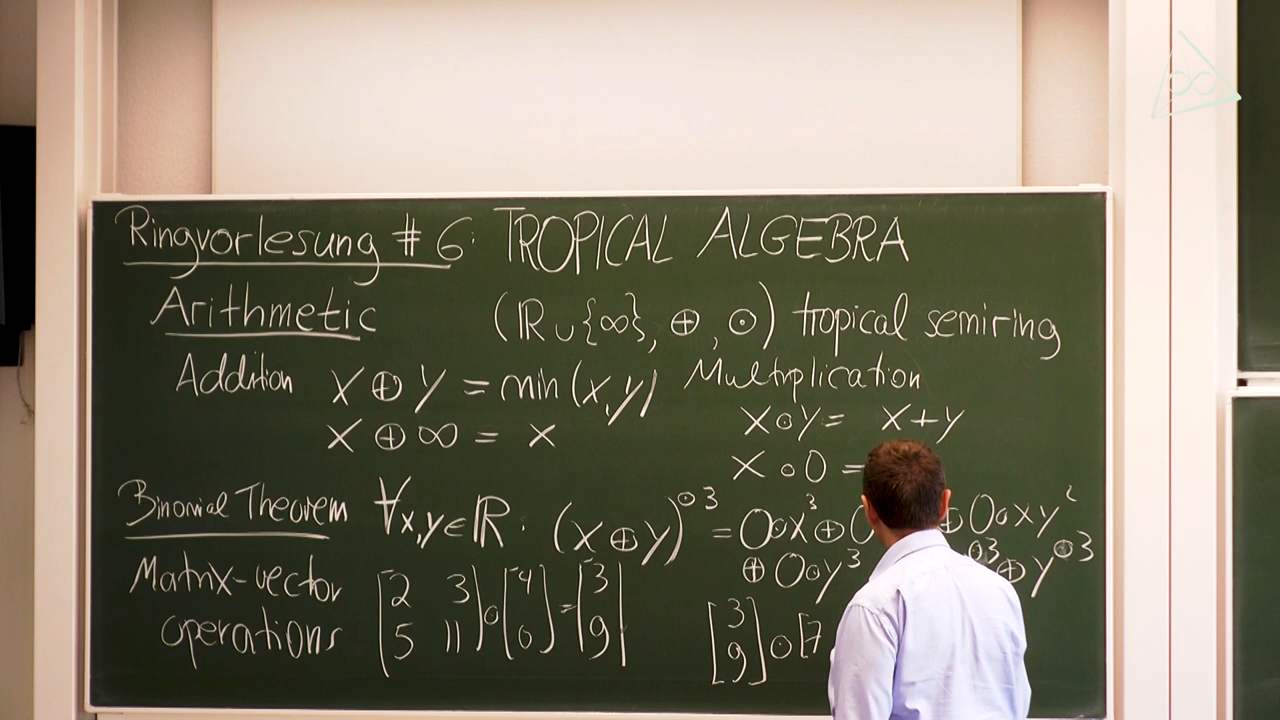 Ringvorlesung # 6: TROPICAL ALGEBRA
Arithmetic (ℝ ∪ {∞}, ⊕, ⊙) tropical semiring
Addition x ⊕ y = min (x,y) Multiplication
x ⊙ y = x + y
x ⊕ ∞ = x
x ⊙ 0 =
Binomial Theorem ∀x,y ∈ ℝ : (x ⊕ y)^⊙3 = 0⊙x³ ⊕ 0 ⊕ 0⊙xy²
⊕ 0⊙y³ ⊙3 ⊕ y^⊙3
Matrix-vector
operations
[2 3] ⊙ [-4] = [3]
[5 11] [9]
[3] ⊙ [7
[9]